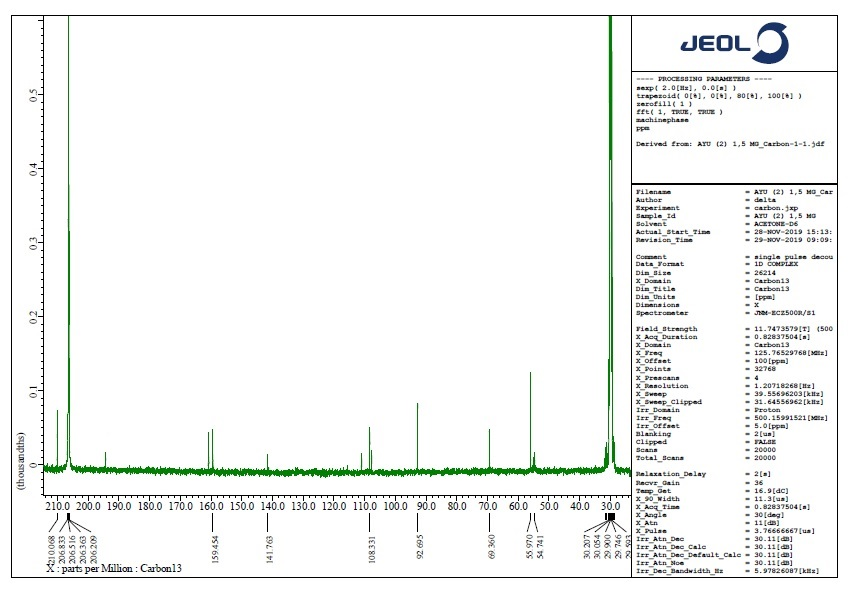 JEOL
---- PROCESSING PARAMETERS ----
sexp( 2.0[Hz], 0.0[s] )
trapezoid( 0[%], 0[%], 80[%], 100[%] )
zerofill( 1 )
fft( 1, TRUE, TRUE )
machinephase
ppm
Derived from: AYU (2) 1,5 MG_Carbon-1-1.jdf
Filename = AYU (2) 1,5 MG_Car
Author = delta
Experiment = carbon.jxp
Sample_Id = AYU (2) 1,5 MG
Solvent = ACETONE-D6
Actual_Start_Time = 28-NOV-2019 15:13:
Revision_Time = 29-NOV-2019 09:09:
Comment = single pulse decou
Data_Format = 1D COMPLEX
Dim_Size = 26214
X_Domain = Carbon13
Dim_Title = Carbon13
Dim_Units = [ppm]
Dimensions = X
Spectrometer = JNM-ECZ500R/S1
Field_Strength = 11.7473579[T] (500
X_Acq_Duration = 0.82837504[s]
X_Domain = Carbon13
X_Freq = 125.76529768[MHz]
X_Offset = 100[ppm]
X_Points = 32768
X_Prescans = 4
X_Resolution = 1.20718268[Hz]
X_Sweep = 39.55696203[kHz]
X_Sweep_Clipped = 31.64556962[kHz]
Irr_Domain = Proton
Irr_Freq = 500.15991521[MHz]
Irr_Offset = 5.0[ppm]
Blanking = 2[us]
Clipped = FALSE
Scans = 20000
Total_Scans = 20000
Relaxation_Delay = 2[s]
Recvr_Gain = 36
Temp_Get = 16.9[dC]
X_90_Width = 11.3[us]
X_Acq_Time = 0.82837504[s]
X_Angle = 30[deg]
X_Atn = 11[dB]
X_Pulse = 3.76666667[us]
Irr_Atn_Dec = 30.11[dB]
Irr_Atn_Dec_Calc = 30.11[dB]
Irr_Atn_Dec_Default_Calc = 30.11[dB]
Irr_Atn_Noe = 30.11[dB]
Irr_Dec_Bandwidth_Hz = 5.97826087[kHz]
(thousandths)
0.5
0.4
0.3
0.2
0.1
0
210.0 200.0 190.0 180.0 170.0 160.0 150.0 140.0 130.0 120.0 110.0 100.0 90.0 80.0 70.0 60.0 50.0 40.0 30.0
210.068
206.833
206.516
206.363
206.209
159.454
141.763
108.331
92.695
69.360
55.970
54.741
30.207
30.054
29.900
29.746
29.593
X : parts per Million : Carbon13